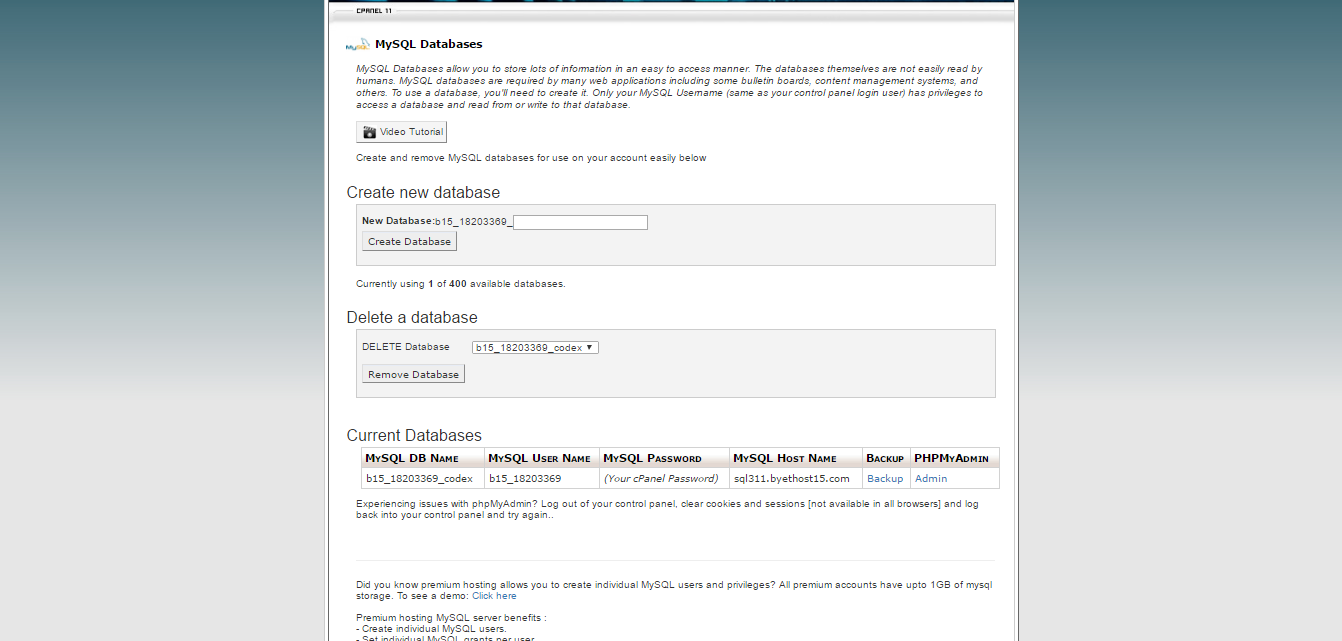 CPANEL 11
MySQL MySQL Databases
MySQL Databases allow you to store lots of information in an easy to access manner. The databases themselves are not easily read by
humans. MySQL databases are required by many web applications including some bulletin boards, content management systems, and
others. To use a database, you'll need to create it. Only your MySQL Username (same as your control panel login user) has privileges to
access a database and read from or write to that database.
Video Tutorial
Create and remove MySQL databases for use on your account easily below
Create new database
New Database:b15_18203369_
Create Database
Currently using 1 of 400 available databases.
Delete a database
DELETE Database b15_18203369_codex
Remove Database
Current Databases
MySQL DB Name MySQL User Name MySQL Password MySQL Host Name Backup PHPMyAdmin
b15_18203369_codex b15_18203369 (Your cPanel Password) sql311.byethost15.com Backup Admin
Experiencing issues with phpMyAdmin? Log out of your control panel, clear cookies and sessions [not available in all browsers] and log
back into your control panel and try again..
Did you know premium hosting allows you to create individual MySQL users and privileges? All premium accounts have upto 1GB of mysql
storage. To see a demo: Click here
Premium hosting MySQL server benefits :
- Create individual MySQL users.
- Set individual MySQL grants per user